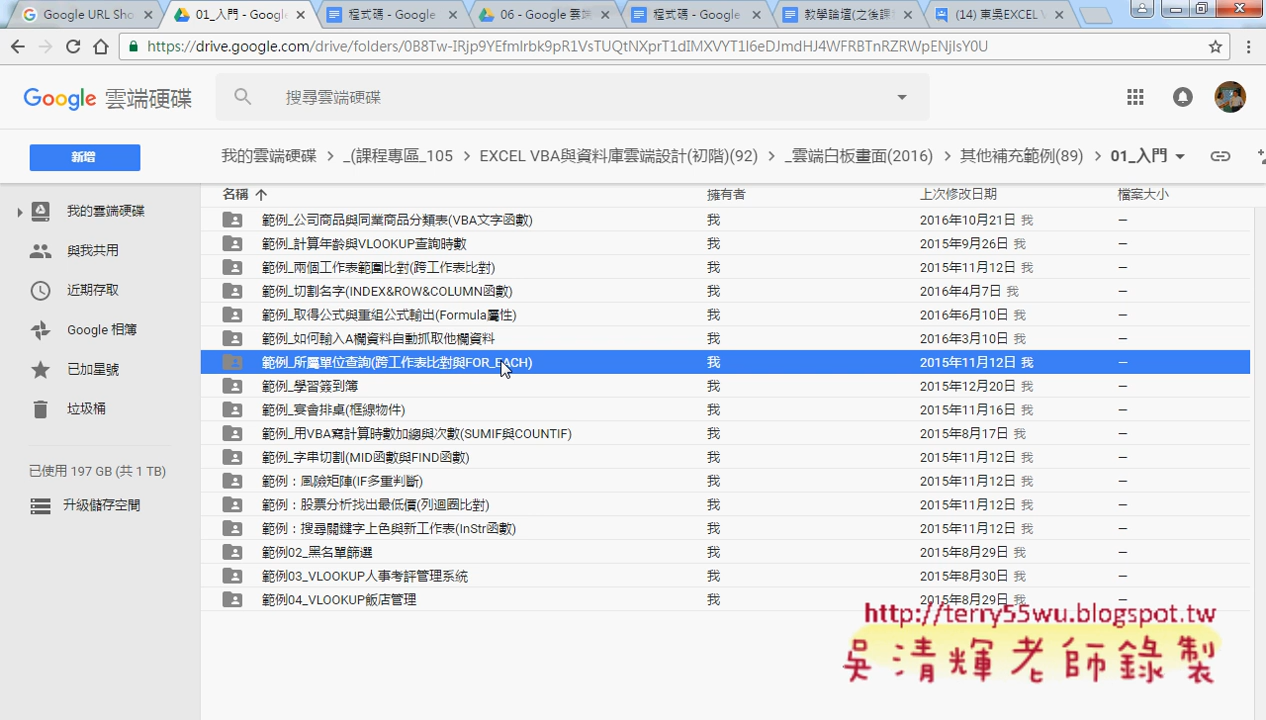 Google URL Sho
01_入門 - Googl
程式碼 - Google
06 - Google 雲端
程式碼 - Google
教學論壇(之後課
(14) 東吳EXCEL V
https://drive.google.com/drive/folders/0B8Tw-IRjp9YEfmlrbk9pR1VsTUQtNXprT1dIMXVYT1I6eDJmdHJ4WFRBTnRZRWpENjlsY0U
Google 雲端硬碟
搜尋雲端硬碟
新增
我的雲端硬碟 > _(課程專區_105 > EXCEL VBA與資料庫雲端設計(初階)(92) > _雲端白板畫面(2016) > 其他補充範例(89) > 01_入門
我的雲端硬碟
與我共用
近期存取
Google 相簿
已加星號
垃圾桶
已使用 197 GB (共 1 TB)
升級儲存空間
名稱 ↑ 擁有者 上次修改日期 檔案大小
範例_公司商品與同業商品分類表(VBA文字函數) 我 2016年10月21日 我 —
範例_計算年齡與VLOOKUP查詢時數 我 2015年9月26日 我 —
範例_兩個工作表範圍比對(跨工作表比對) 我 2015年11月12日 我 —
範例_切割名字(INDEX&ROW&COLUMN函數) 我 2016年4月7日 我 —
範例_取得公式與重組公式輸出(Formula屬性) 我 2016年6月10日 我 —
範例_如何輸入A欄資料自動抓取他欄資料 我 2016年3月10日 我 —
範例_所屬單位查詢(跨工作表比對與FOR_EACH) 我 2015年11月12日 我 —
範例_學習簽到簿 我 2015年12月20日 我 —
範例_宴會排桌(框線物件) 我 2015年11月16日 我 —
範例_用VBA寫計算時數加總與次數(SUMIF與COUNTIF) 我 2015年8月17日 我 —
範例_字串切割(MID函數與FIND函數) 我 2015年11月12日 我 —
範例：風險矩陣(IF多重判斷) 我 2015年11月12日 我 —
範例：股票分析找出最低價(列迴圈比對) 我 2015年11月12日 我 —
範例：搜尋關鍵字上色與新工作表(InStr函數) 我 2015年11月12日 我 —
範例02_黑名單篩選 我 2015年8月29日 我 —
範例03_VLOOKUP人事考評管理系統 我 2015年8月30日 我 —
範例04_VLOOKUP飯店管理 我 2015年8月29日 我 —
http://terry55wu.blogspot.tw
吳清輝老師錄製